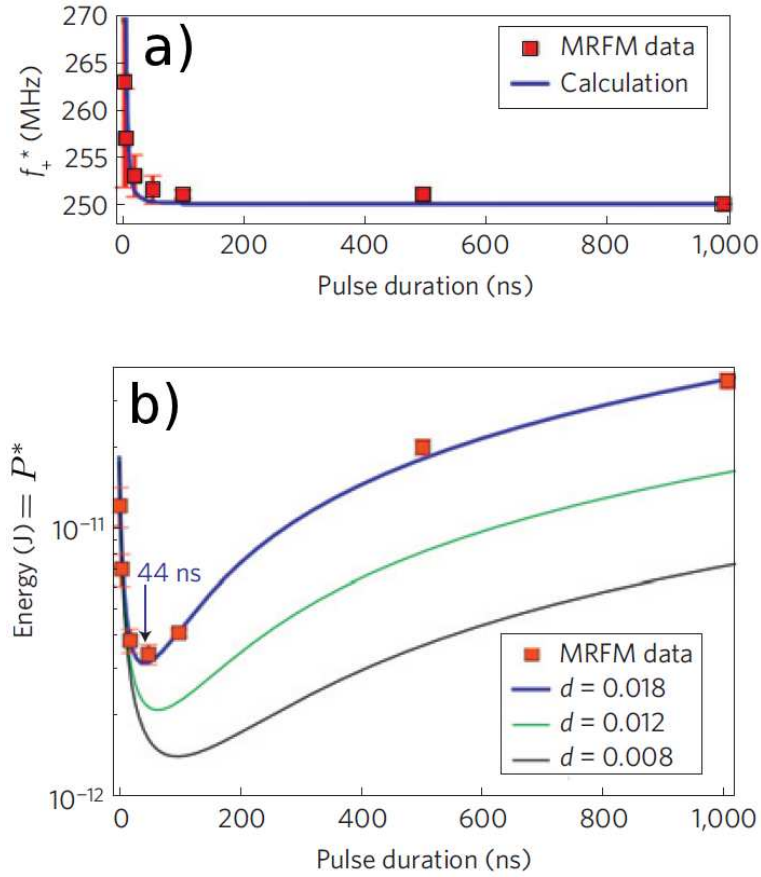 a)
270
265
260
255
250
f+* (MHz)
MRFM data
Calculation
0 200 400 600 800 1,000
Pulse duration (ns)
b)
Energy (J) = P*
10⁻¹¹
10⁻¹²
44 ns
MRFM data
d = 0.018
d = 0.012
d = 0.008
0 200 400 600 800 1,000
Pulse duration (ns)